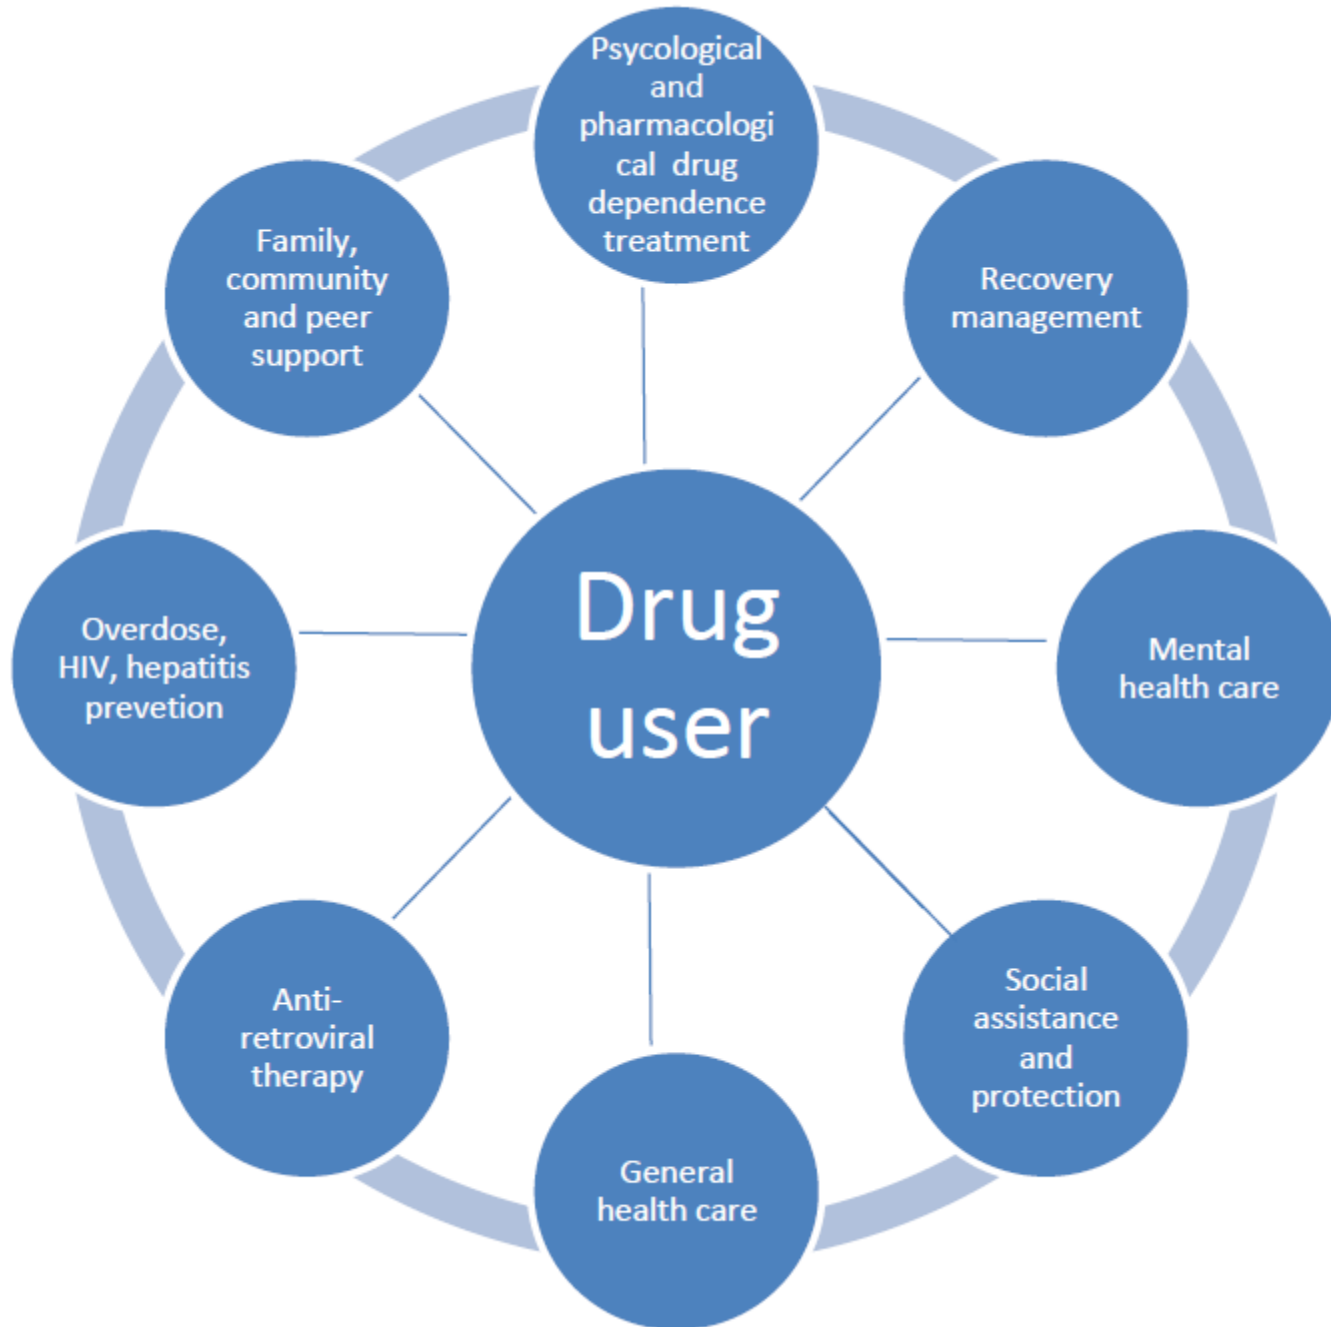 Psycological
and
pharmacologi
cal drug
dependence
treatment
Recovery
management
Mental
health care
Social
assistance
and
protection
General
health care
Anti-
retroviral
therapy
Overdose,
HIV, hepatitis
prevetion
Family,
community
and peer
support
Drug
user